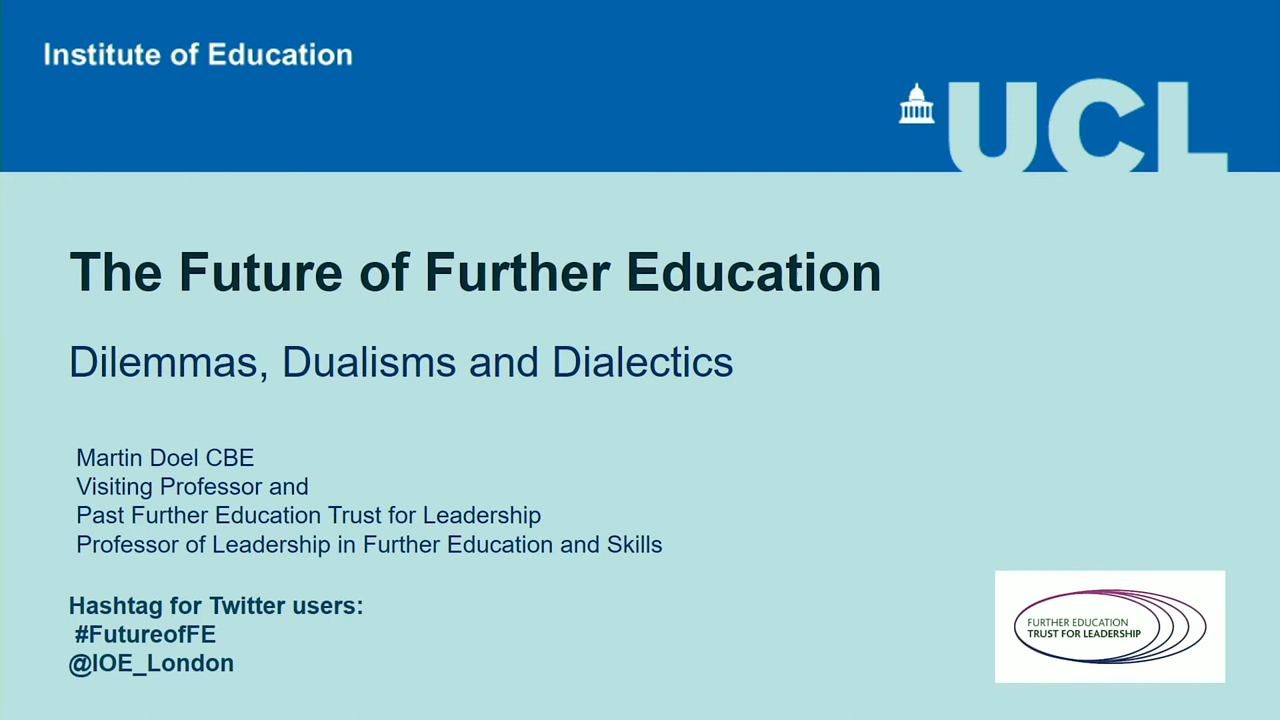 Institute of Education
UCL
The Future of Further Education
Dilemmas, Dualisms and Dialectics
Martin Doel CBE
Visiting Professor and
Past Further Education Trust for Leadership
Professor of Leadership in Further Education and Skills
Hashtag for Twitter users:
#FutureofFE
@IOE_London
FURTHER EDUCATION
TRUST FOR LEADERSHIP